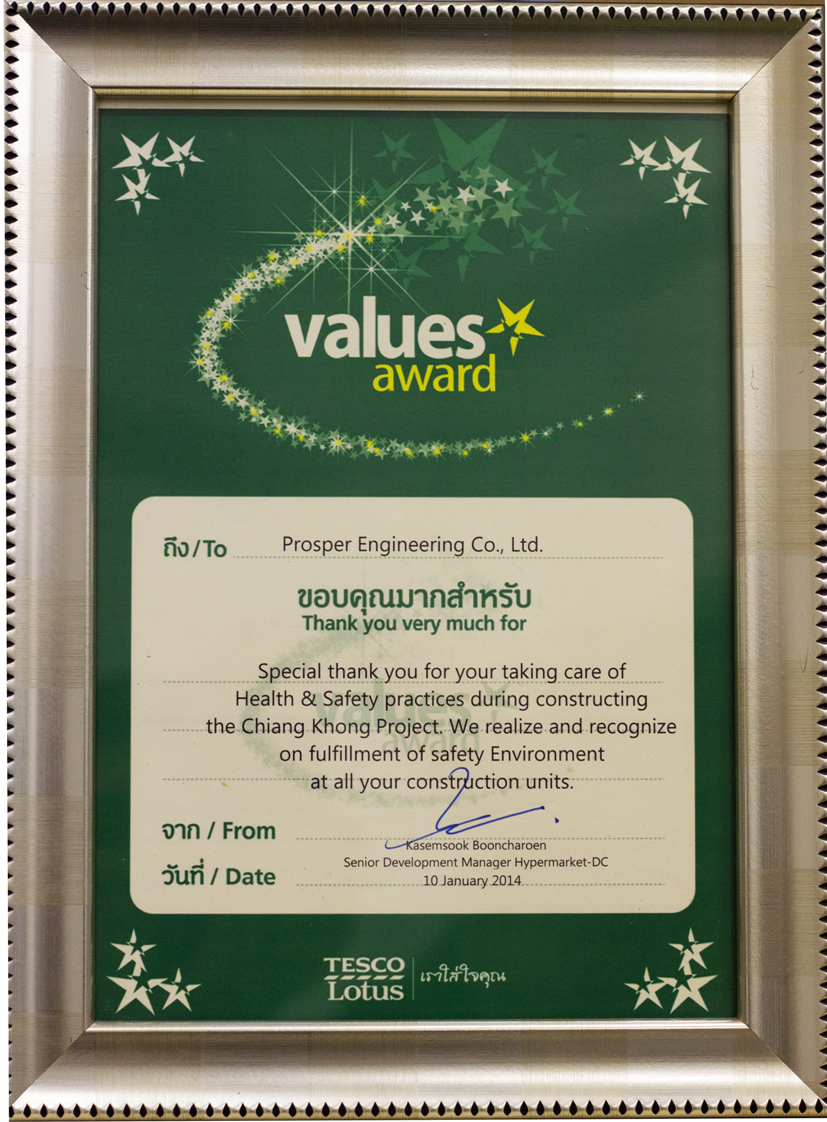 values
award
ถึง/To Prosper Engineering Co., Ltd.
ขอบคุณมากสำหรับ
Thank you very much for
Special thank you for your taking care of
Health & Safety practices during constructing
the Chiang Khong Project. We realize and recognize
on fulfillment of safety Environment
at all your construction units.
จาก / From
Kasemsook Booncharoen
Senior Development Manager Hypermarket-DC
วันที่ / Date 10 January 2014
TESCO
Lotus
เราใส่ใจคุณ